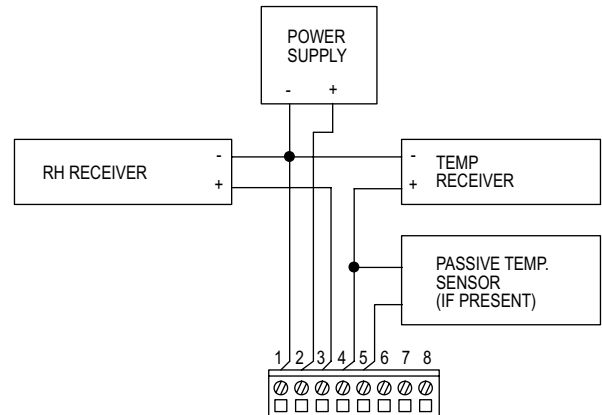 POWER
SUPPLY
- +
RH RECEIVER
-
+
-
+
TEMP
RECEIVER
PASSIVE TEMP.
SENSOR
(IF PRESENT)
1 2 3 4 5 6 7 8